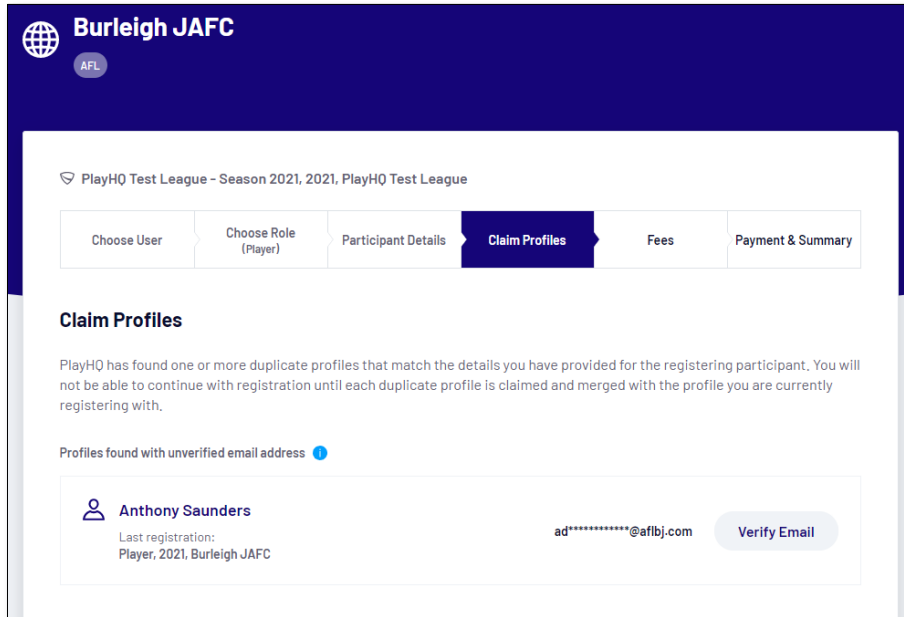 Burleigh JAFC
AFL
PlayHQ Test League - Season 2021, 2021, PlayHQ Test League
Choose User
Choose Role
(Player)
Participant Details
Claim Profiles
Fees
Payment & Summary
Claim Profiles
PlayHQ has found one or more duplicate profiles that match the details you have provided for the registering participant. You will
not be able to continue with registration until each duplicate profile is claimed and merged with the profile you are currently
registering with.
Profiles found with unverified email address i
Anthony Saunders
Last registration:
Player, 2021, Burleigh JAFC
ad************@aflbj.com
Verify Email